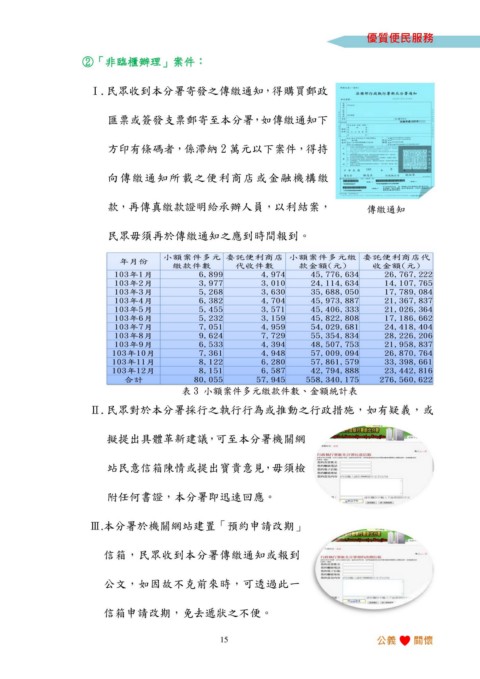 優質便民服務
②「非臨櫃辦理」案件：
Ⅰ. 民眾收到本分署寄發之傳繳通知，得購買郵政
匯票或簽發支票郵寄至本分署，如傳繳通知下
方印有條碼者，係滯納 2 萬元以下案件，得持
向傳繳通知所載之便利商店或金融機構繳
款，再傳真繳款證明給承辦人員，以利結案，
傳繳通知
民眾毋須再於傳繳通知之應到時間報到。
年月份 小額案件多元繳款件數 委託便利商店代收件數 小額案件多元繳款金額(元) 委託便利商店代收金額(元)
103年1月 6,899 4,974 45,776,634 26,767,222
103年2月 3,977 3,010 24,114,634 14,107,765
103年3月 5,268 3,630 35,688,050 17,789,084
103年4月 6,382 4,704 45,973,887 21,367,837
103年5月 5,455 3,571 45,406,333 21,026,364
103年6月 5,232 3,159 45,822,808 17,186,662
103年7月 7,051 4,959 54,029,681 24,418,404
103年8月 9,624 7,729 55,354,834 28,226,206
103年9月 6,533 4,394 48,507,753 21,958,837
103年10月 7,361 4,948 57,009,094 26,870,764
103年11月 8,122 6,280 57,861,579 33,398,661
103年12月 8,151 6,587 42,794,888 23,442,816
合計 80,055 57,945 558,340,175 276,560,622
表 3 小額案件多元繳款件數、金額統計表
Ⅱ. 民眾對於本分署採行之執行行為或推動之行政措施，如有疑義，或
擬提出具體革新建議，可至本分署機關網
站民意信箱陳情或提出寶貴意見，毋須檢
附任何書證，本分署即迅速回應。
Ⅲ.本分署於機關網站建置「預約申請改期」
信箱，民眾收到本分署傳繳通知或報到
公文，如因故不克前來時，可透過此一
信箱申請改期，免去遞狀之不便。
15
公義 關懷